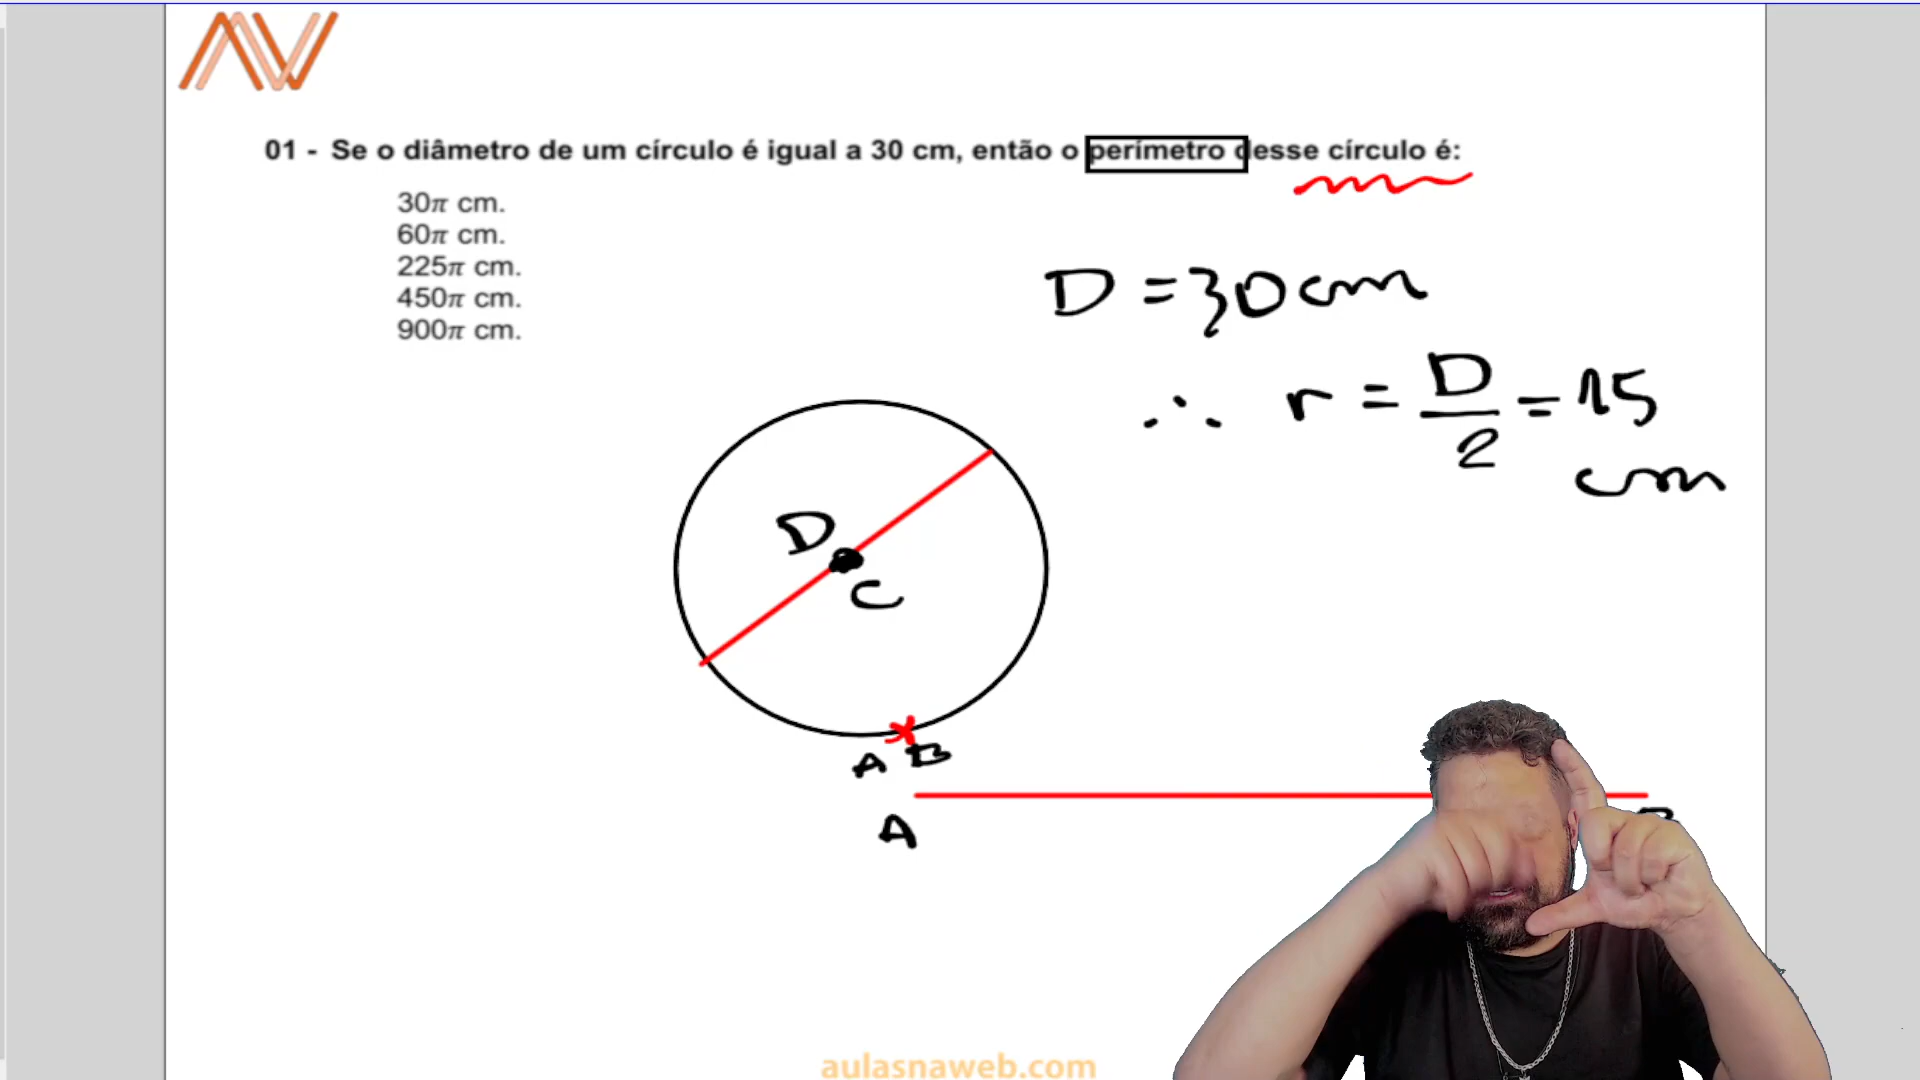 01 - Se o diâmetro de um círculo é igual a 30 cm, então o perímetro desse círculo é:
30π cm.
60π cm.
225π cm.
450π cm.
900π cm.
D = 30 cm
∴ r = D/2 = 15
cm
D
C
A B
A
aulasnaweb.com